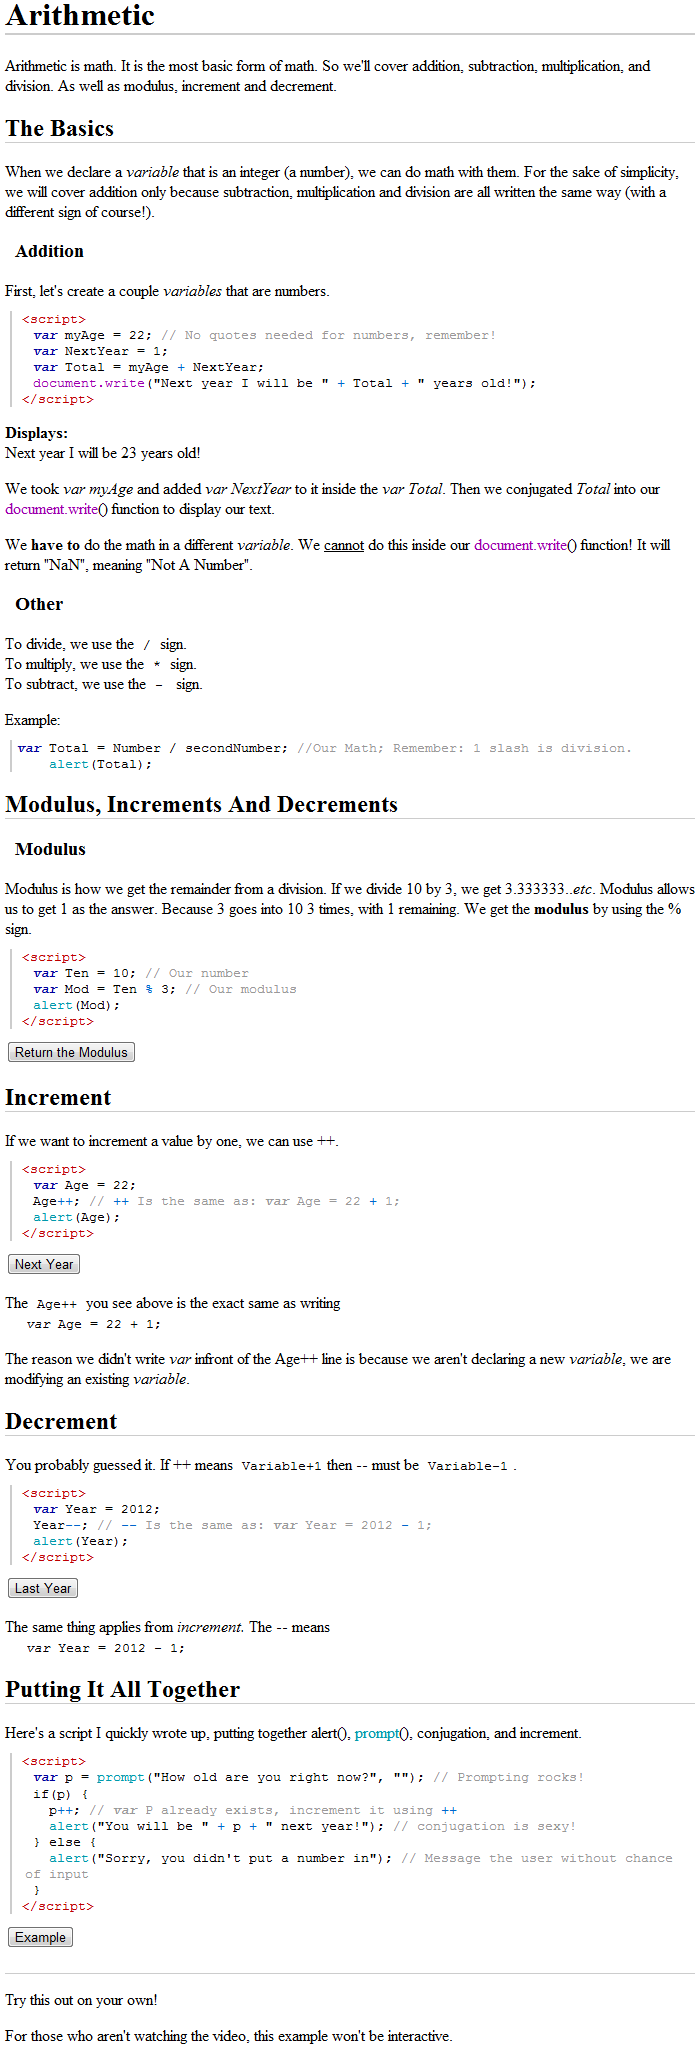 Arithmetic
Arithmetic is math. It is the most basic form of math. So we'll cover addition, subtraction, multiplication, and
division. As well as modulus, increment and decrement.
The Basics
When we declare a variable that is an integer (a number), we can do math with them. For the sake of simplicity,
we will cover addition only because subtraction, multiplication and division are all written the same way (with a
different sign of course!).
Addition
First, let's create a couple variables that are numbers.
<script>
var myAge = 22; // No quotes needed for numbers, remember!
var NextYear = 1;
var Total = myAge + NextYear;
document.write("Next year I will be " + Total + " years old!");
</script>
Displays:
Next year I will be 23 years old!
We took var myAge and added var NextYear to it inside the var Total. Then we conjugated Total into our
document.write() function to display our text.
We have to do the math in a different variable. We cannot do this inside our document.write() function! It will
return "NaN", meaning "Not A Number".
Other
To divide, we use the / sign.
To multiply, we use the * sign.
To subtract, we use the - sign.
Example:
var Total = Number / secondNumber; //Our Math; Remember: 1 slash is division.
alert(Total);
Modulus, Increments And Decrements
Modulus
Modulus is how we get the remainder from a division. If we divide 10 by 3, we get 3.333333..etc. Modulus allows
us to get 1 as the answer. Because 3 goes into 10 3 times, with 1 remaining. We get the modulus by using the %
sign.
<script>
var Ten = 10; // Our number
var Mod = Ten % 3; // Our modulus
alert(Mod);
</script>
Return the Modulus
Increment
If we want to increment a value by one, we can use ++.
<script>
var Age = 22;
Age++; // ++ Is the same as: var Age = 22 + 1;
alert(Age);
</script>
Next Year
The Age++ you see above is the exact same as writing
var Age = 22 + 1;
The reason we didn't write var infront of the Age++ line is because we aren't declaring a new variable, we are
modifying an existing variable.
Decrement
You probably guessed it. If ++ means Variable+1 then -- must be Variable-1 .
<script>
var Year = 2012;
Year--; // -- Is the same as: var Year = 2012 - 1;
alert(Year);
</script>
Last Year
The same thing applies from increment. The -- means
var Year = 2012 - 1;
Putting It All Together
Here's a script I quickly wrote up, putting together alert(), prompt(), conjugation, and increment.
<script>
var p = prompt("How old are you right now?", ""); // Prompting rocks!
if(p) {
p++; // var P already exists, increment it using ++
alert("You will be " + p + " next year!"); // conjugation is sexy!
} else {
alert("Sorry, you didn't put a number in"); // Message the user without chance
of input
}
</script>
Example
Try this out on your own!
For those who aren't watching the video, this example won't be interactive.